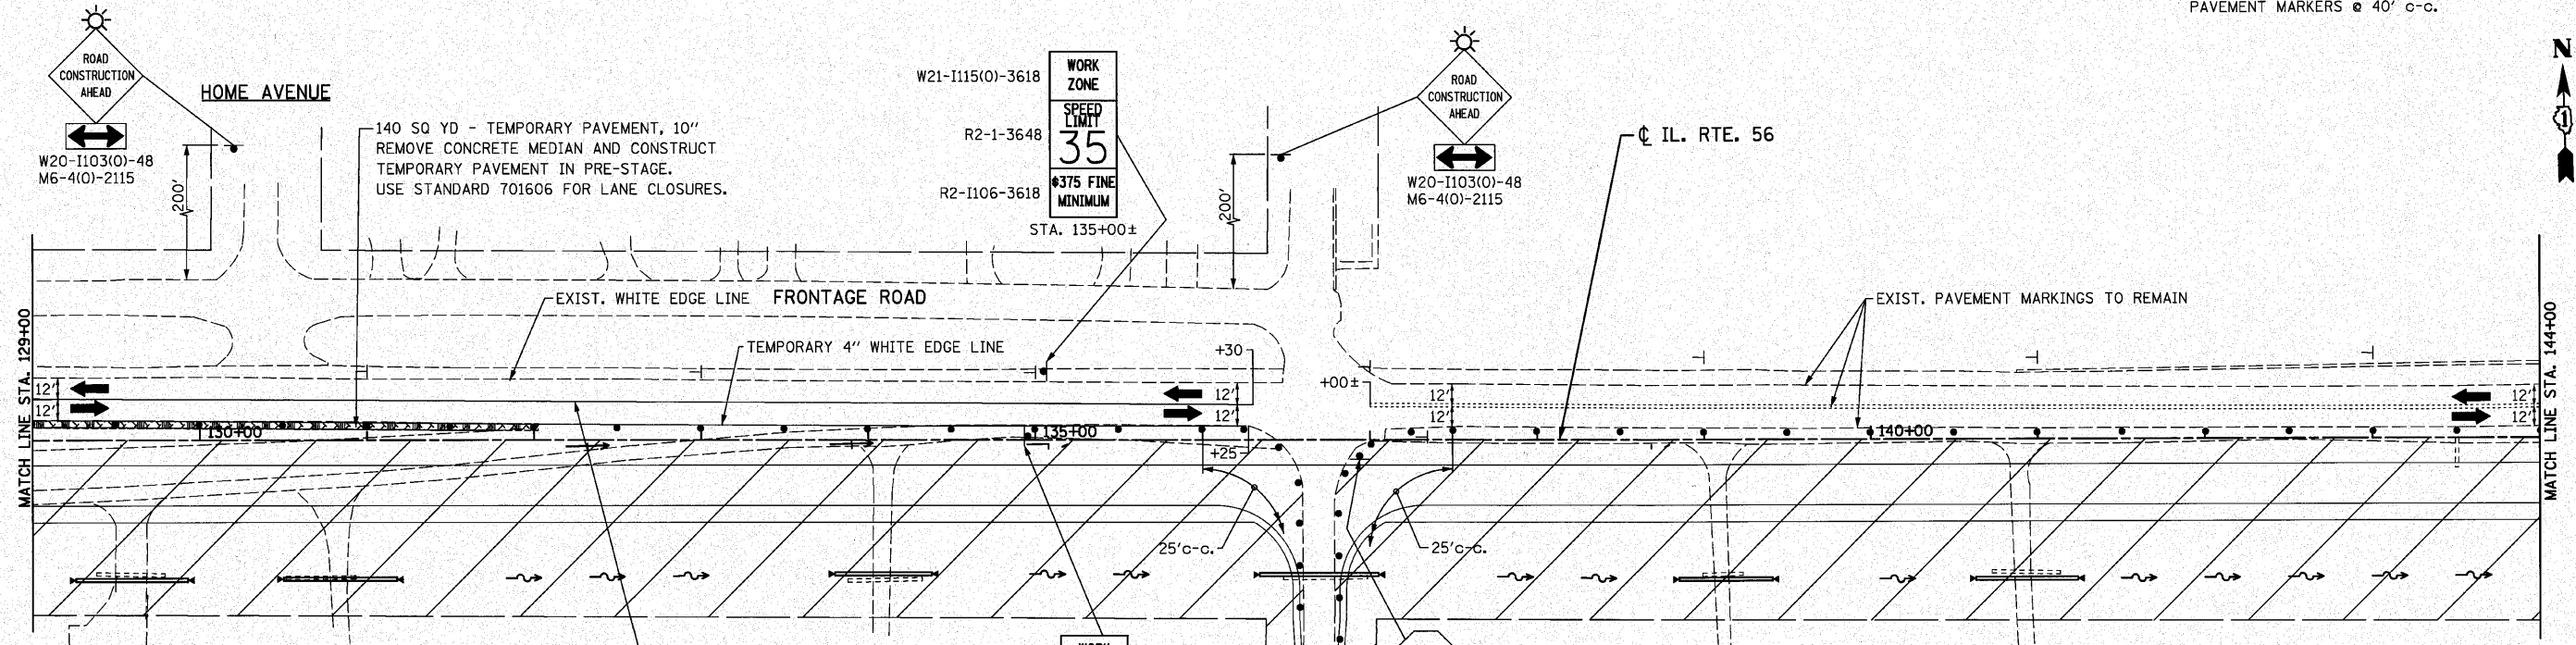 PAVEMENT MARKERS @ 40' c-c.
N
1
ROAD
CONSTRUCTION
AHEAD
W20-I103(O)-48
M6-4(O)-2115
HOME AVENUE
200'
140 SQ YD - TEMPORARY PAVEMENT, 10"
REMOVE CONCRETE MEDIAN AND CONSTRUCT
TEMPORARY PAVEMENT IN PRE-STAGE.
USE STANDARD 701606 FOR LANE CLOSURES.
W21-I115(O)-3618
R2-1-3648
R2-I106-3618
WORK
ZONE
SPEED
LIMIT
35
$375 FINE
MINIMUM
STA. 135+00±
200'
ROAD
CONSTRUCTION
AHEAD
W20-I103(O)-48
M6-4(O)-2115
℄ IL. RTE. 56
EXIST. WHITE EDGE LINE
FRONTAGE ROAD
EXIST. PAVEMENT MARKINGS TO REMAIN
TEMPORARY 4" WHITE EDGE LINE
+30
+00±
MATCH LINE STA. 129+00
12'
12'
12'
12'
12'
12'
12'
12'
MATCH LINE STA. 144+00
130+00
135+00
140+00
+25
25'c-c.
25'c-c.
WORK